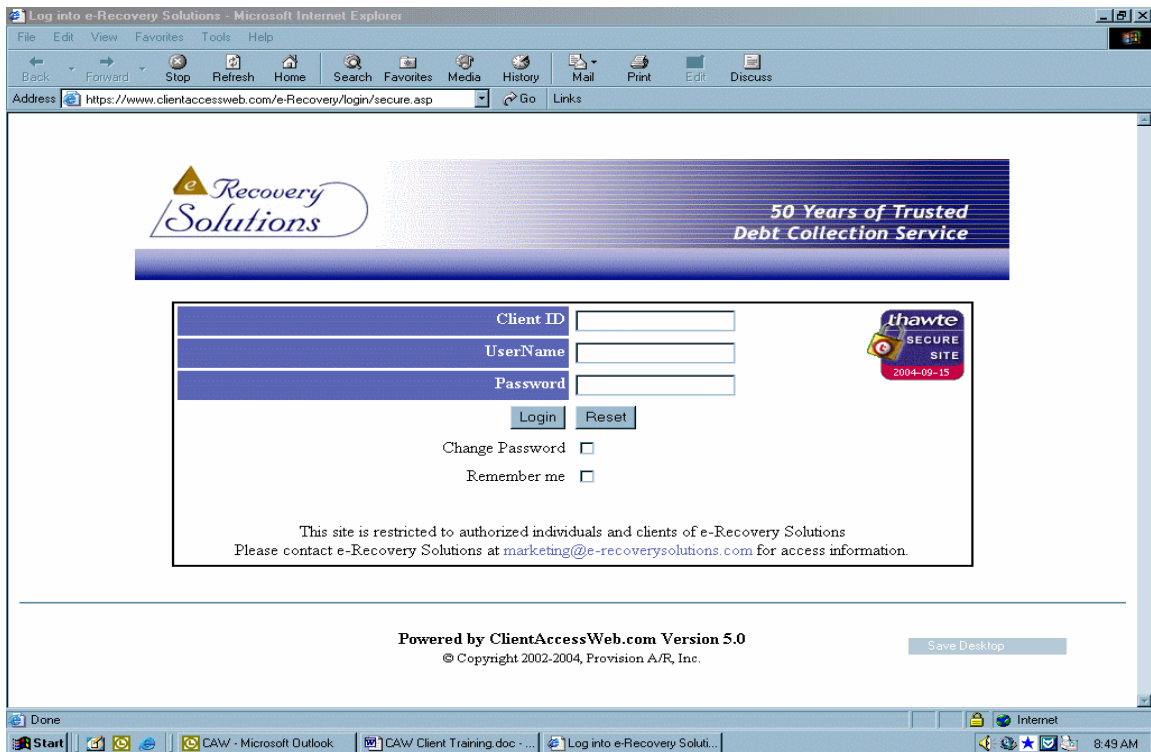 Log into e-Recovery Solutions - Microsoft Internet Explorer
File Edit View Favorites Tools Help
Back Forward Stop Refresh Home Search Favorites Media History Mail Print Edit Discuss
Address https://www.clientaccessweb.com/e-Recovery/login/secure.asp Go Links
e Recovery
Solutions
50 Years of Trusted
Debt Collection Service
Client ID
UserName
Password
thawte
SECURE
SITE
2004-09-15
Login Reset
Change Password
Remember me
This site is restricted to authorized individuals and clients of e-Recovery Solutions
Please contact e-Recovery Solutions at marketing@e-recoverysolutions.com for access information.
Powered by ClientAccessWeb.com Version 5.0
© Copyright 2002-2004, Provision A/R, Inc.
Save Desktop
Done Internet
Start CAW - Microsoft Outlook CAW Client Training.doc - ... Log into e-Recovery Soluti... 8:49 AM